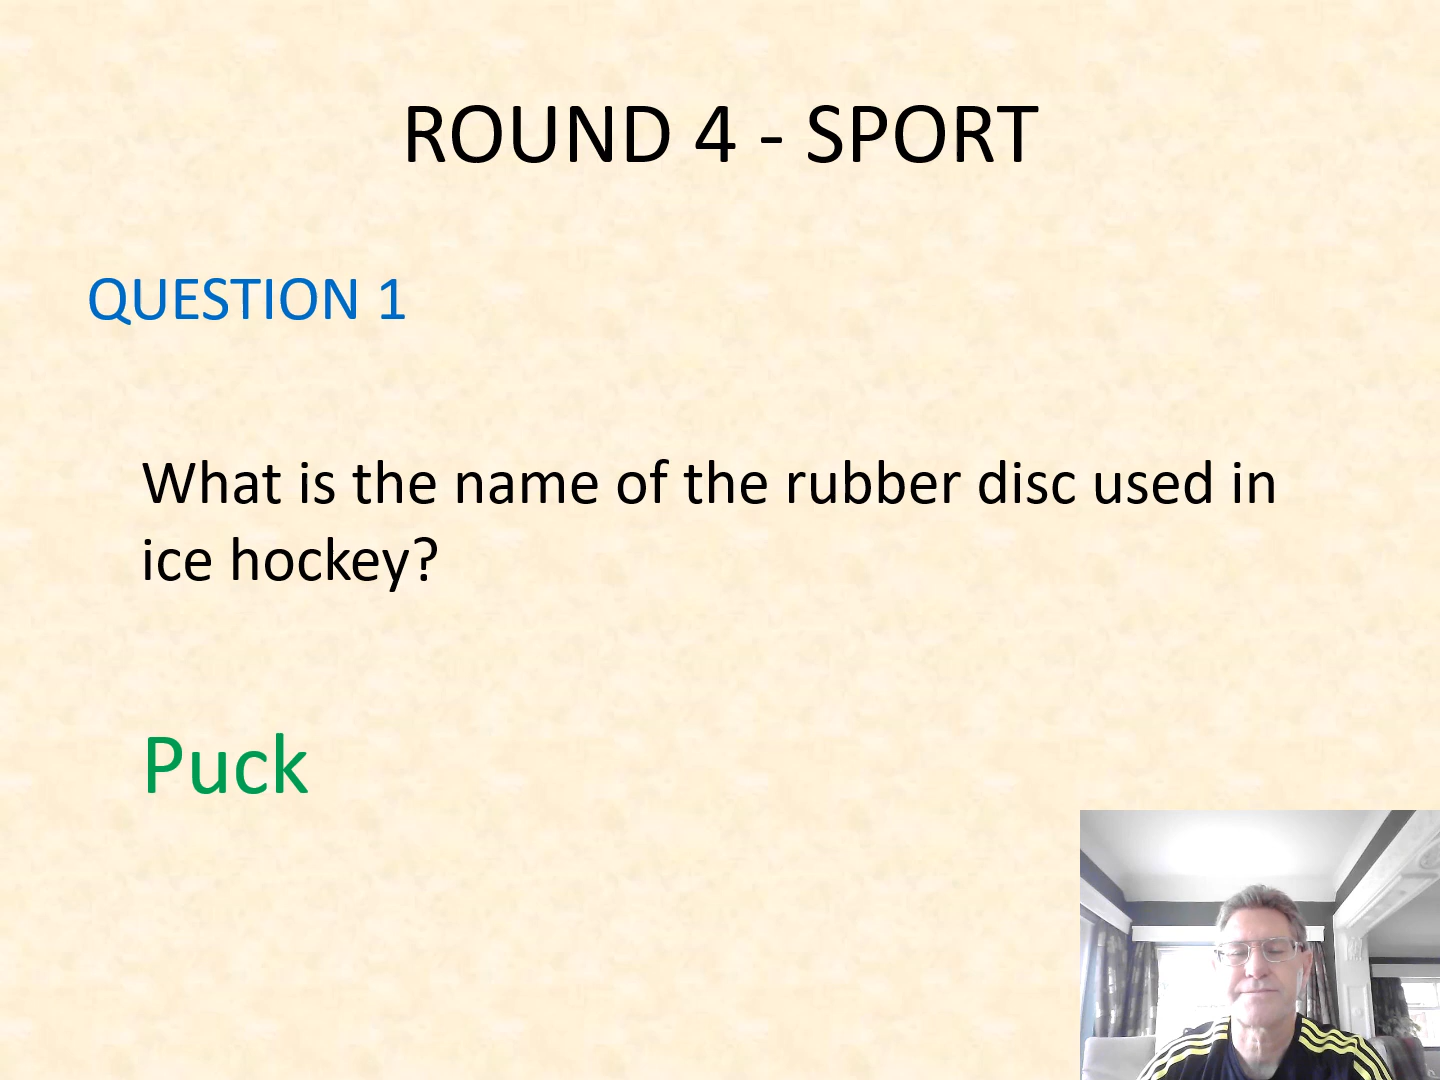 ROUND 4 - SPORT
QUESTION 1
What is the name of the rubber disc used in
ice hockey?
Puck